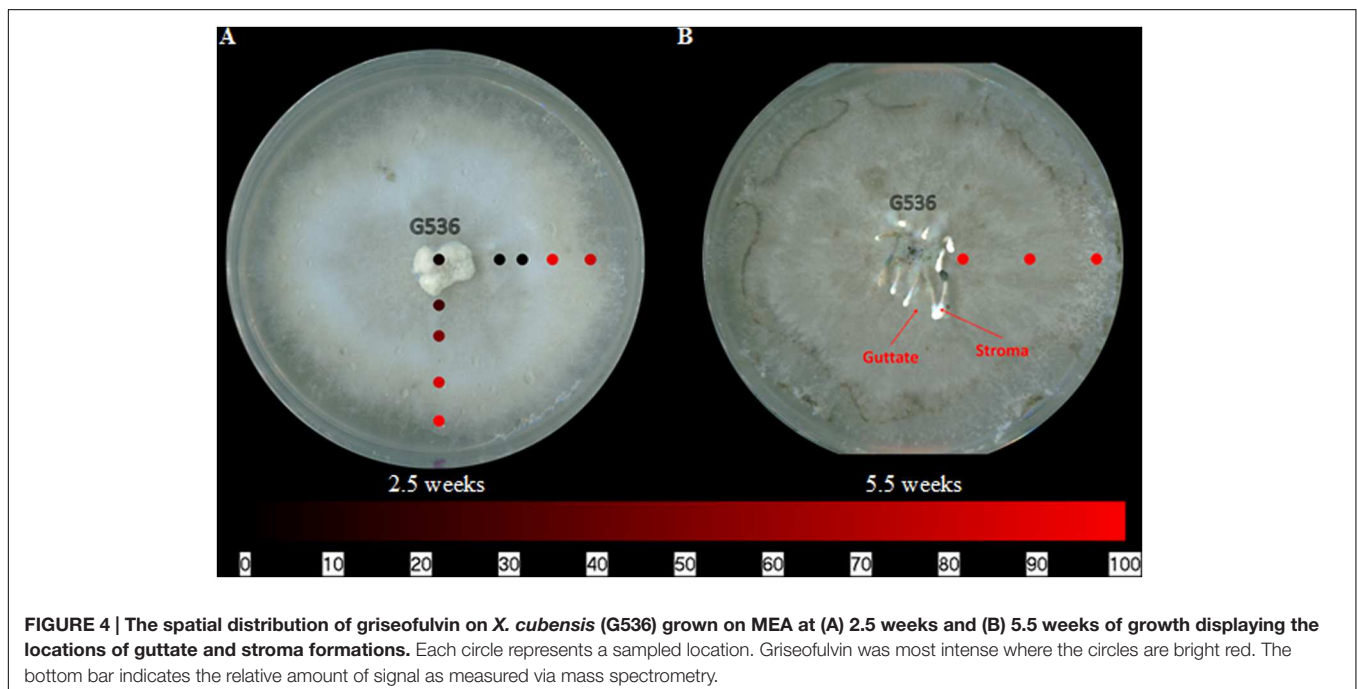 A
B
G536
G536
Guttate
Stroma
2.5 weeks
5.5 weeks
0 10 20 30 40 50 60 70 80 90 100
FIGURE 4 | The spatial distribution of griseofulvin on X. cubensis (G536) grown on MEA at (A) 2.5 weeks and (B) 5.5 weeks of growth displaying the
locations of guttate and stroma formations. Each circle represents a sampled location. Griseofulvin was most intense where the circles are bright red. The
bottom bar indicates the relative amount of signal as measured via mass spectrometry.